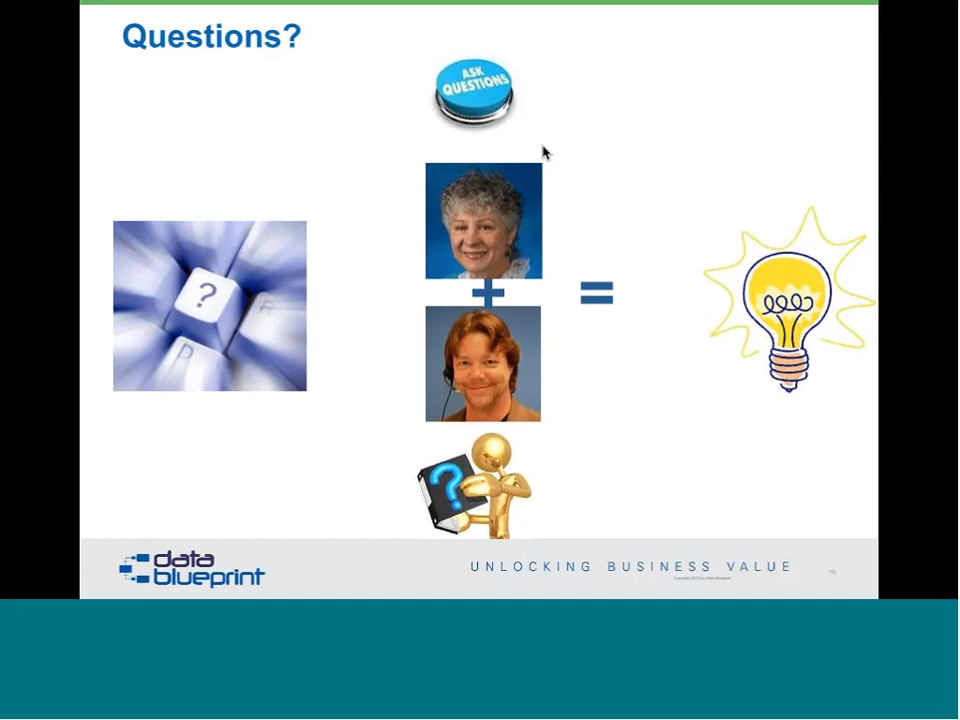 Questions?
ASK
QUESTIONS
?
R
P
?
data
blueprint
UNLOCKING BUSINESS VALUE